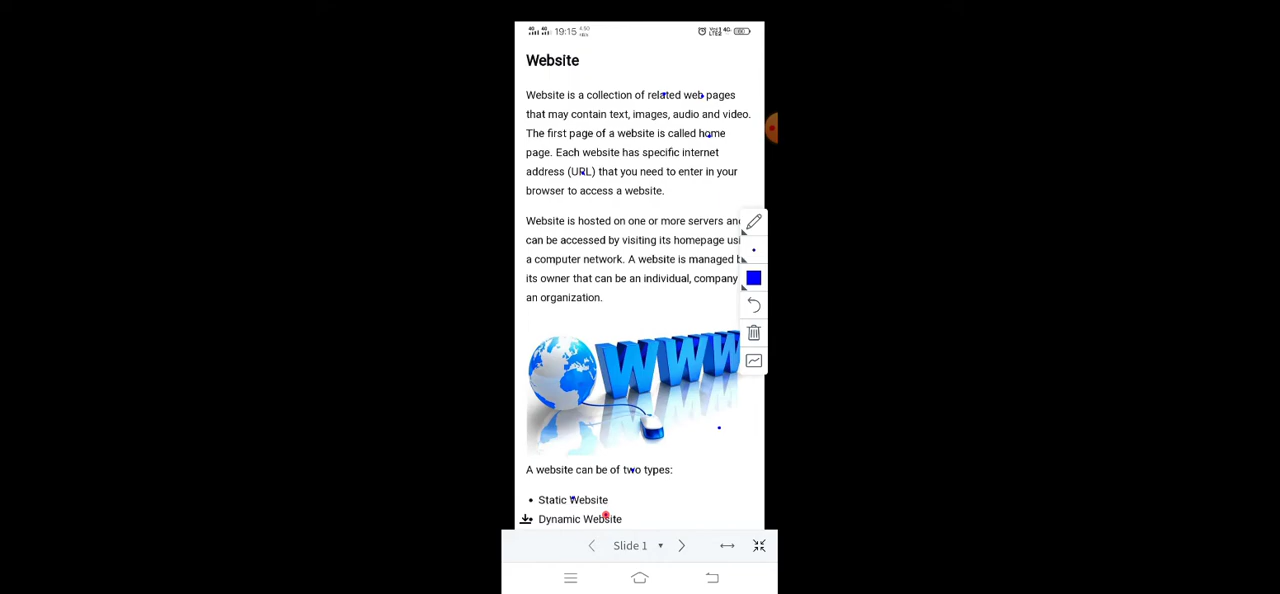 19:15
Website
Website is a collection of related web pages
that may contain text, images, audio and video.
The first page of a website is called home
page. Each website has specific internet
address (URL) that you need to enter in your
browser to access a website.
Website is hosted on one or more servers and
can be accessed by visiting its homepage usi
a computer network. A website is managed b
its owner that can be an individual, company
an organization.
WWW
A website can be of two types:
• Static Website
Dynamic Website
Slide 1